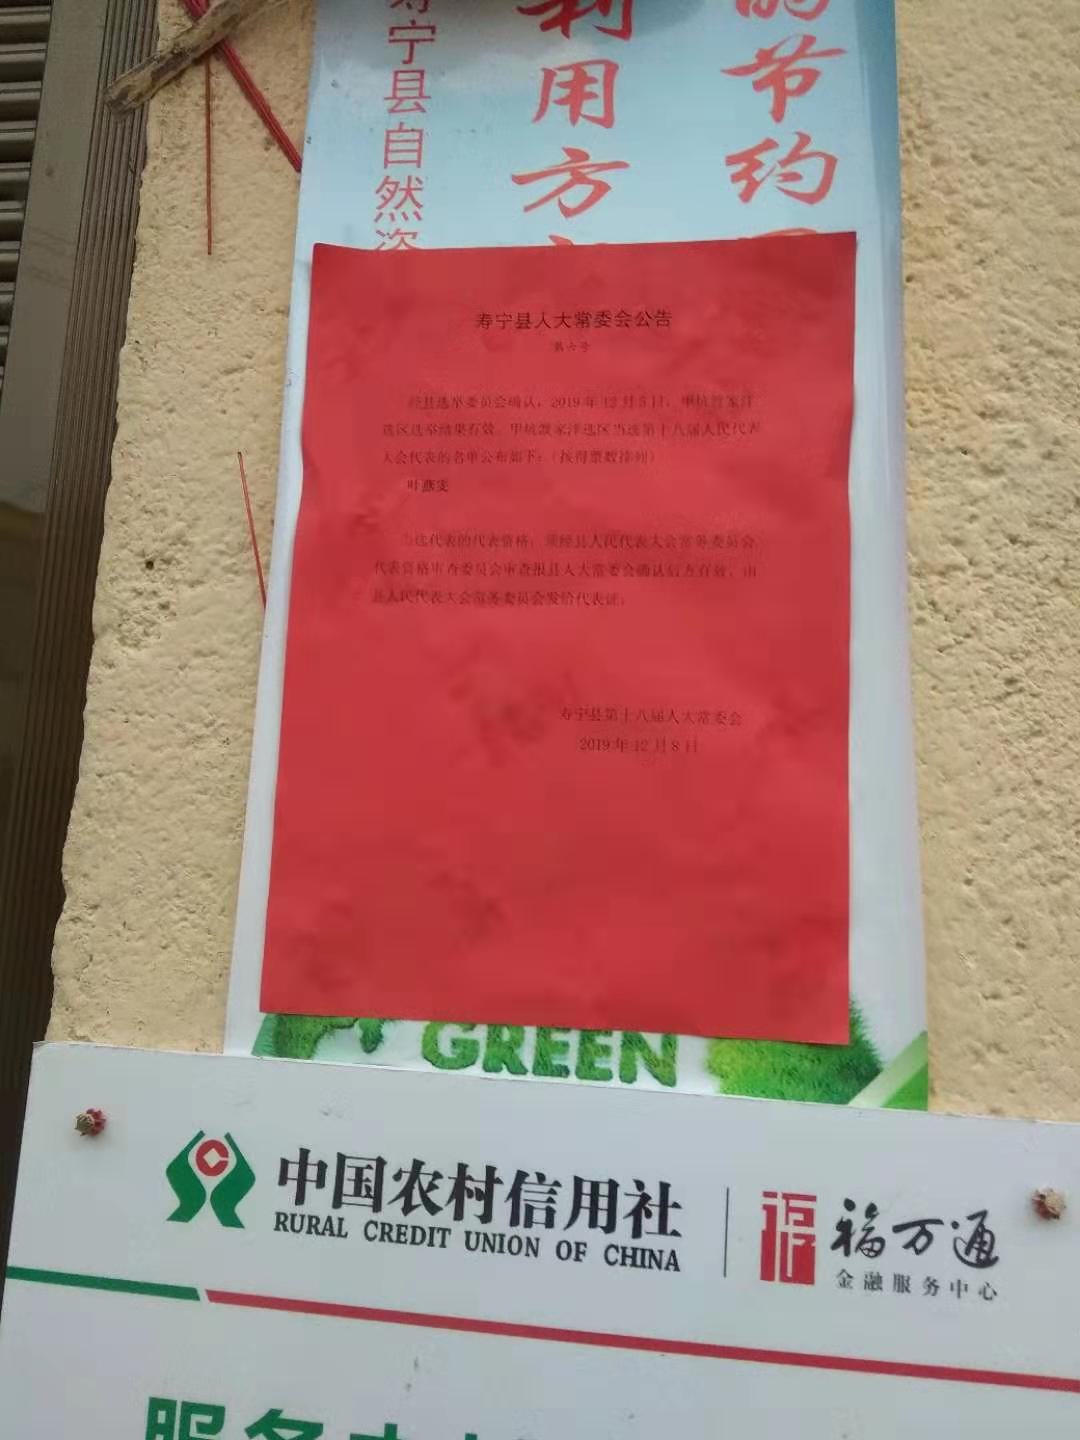 的节约
利用方
寿宁县自然资
寿宁县人大常委会公告
第六号
经县选举委员会确认，2019年12月5日，甲坑
选区选举结果有效。甲坑 选区当选第十八届人民代表
大会代表的名单公布如下：（按得票数排列）
叶燕
当选代表的代表资格，须经县人民代表大会常务委员会
代表资格审查委员会审查报县人大常委会确认后方有效，由
县人民代表大会常务委员会发给代表证。
寿宁县第十八届人大常委会
2019年12月8日
GREEN
中国农村信用社
RURAL CREDIT UNION OF CHINA
福万通
金融服务中心
服务